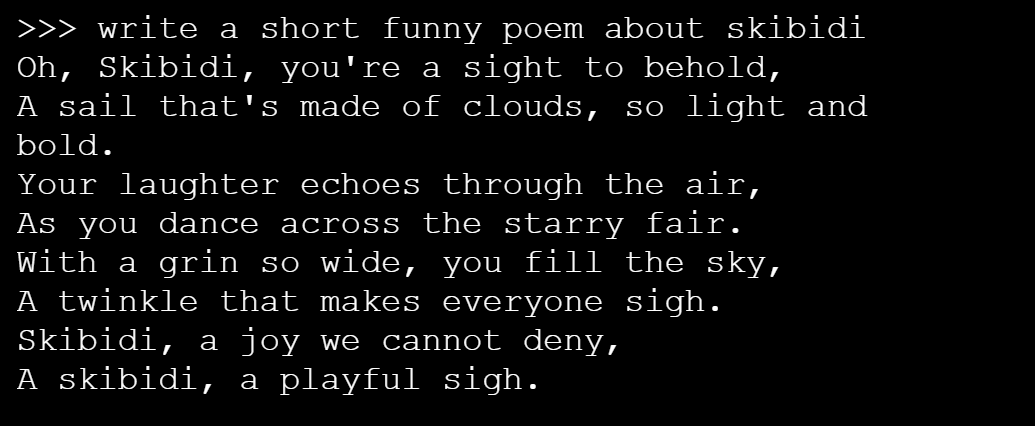 >>> write a short funny poem about skibidi
Oh, Skibidi, you're a sight to behold,
A sail that's made of clouds, so light and
bold.
Your laughter echoes through the air,
As you dance across the starry fair.
With a grin so wide, you fill the sky,
A twinkle that makes everyone sigh.
Skibidi, a joy we cannot deny,
A skibidi, a playful sigh.